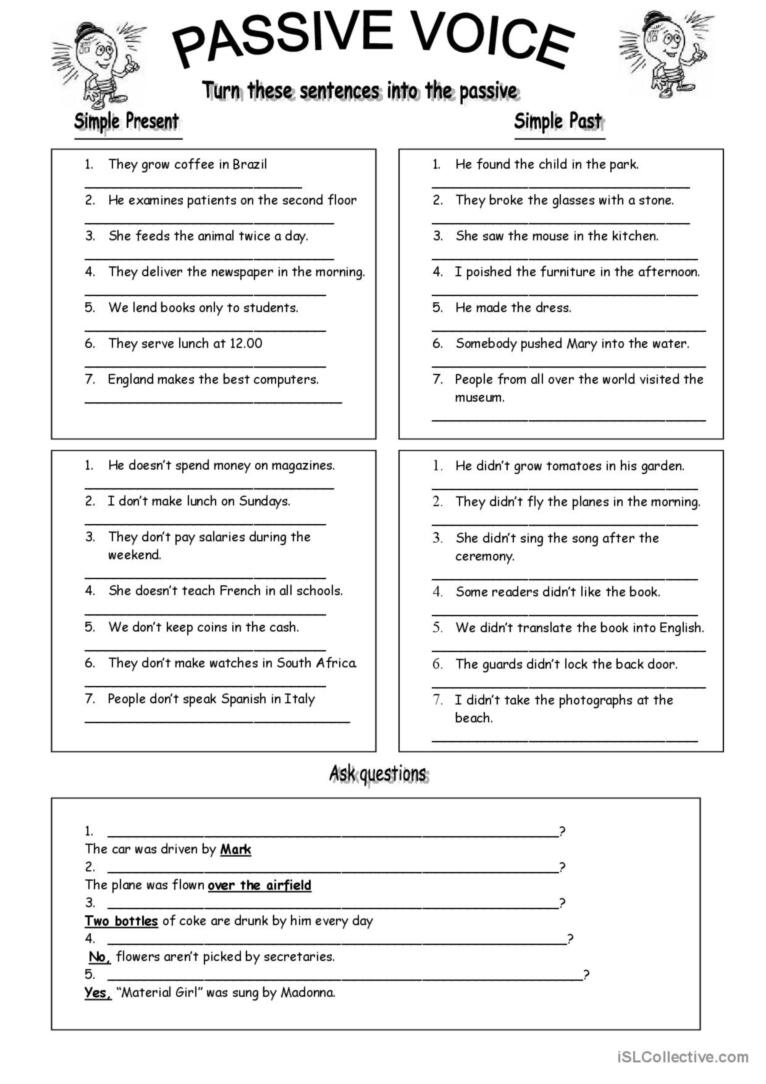 PASSIVE VOICE
Turn these sentences into the passive
Simple Present
1. They grow coffee in Brazil
2. He examines patients on the second floor
3. She feeds the animal twice a day.
4. They deliver the newspaper in the morning.
5. We lend books only to students.
6. They serve lunch at 12.00
7. England makes the best computers.
Simple Past
1. He found the child in the park.
2. They broke the glasses with a stone.
3. She saw the mouse in the kitchen.
4. I poished the furniture in the afternoon.
5. He made the dress.
6. Somebody pushed Mary into the water.
7. People from all over the world visited the
museum.
1. He doesn't spend money on magazines.
2. I don't make lunch on Sundays.
3. They don't pay salaries during the
weekend.
4. She doesn't teach French in all schools.
5. We don't keep coins in the cash.
6. They don't make watches in South Africa.
7. People don't speak Spanish in Italy
1. He didn't grow tomatoes in his garden.
2. They didn't fly the planes in the morning.
3. She didn't sing the song after the
ceremony.
4. Some readers didn't like the book.
5. We didn't translate the book into English.
6. The guards didn't lock the back door.
7. I didn't take the photographs at the
beach.
Ask questions
1. ______________________________?
The car was driven by Mark
2. ______________________________?
The plane was flown over the airfield
3. ______________________________?
Two bottles of coke are drunk by him every day
4. ______________________________?
No, flowers aren't picked by secretaries.
5. ______________________________?
Yes, "Material Girl" was sung by Madonna.
iSLCollective.com